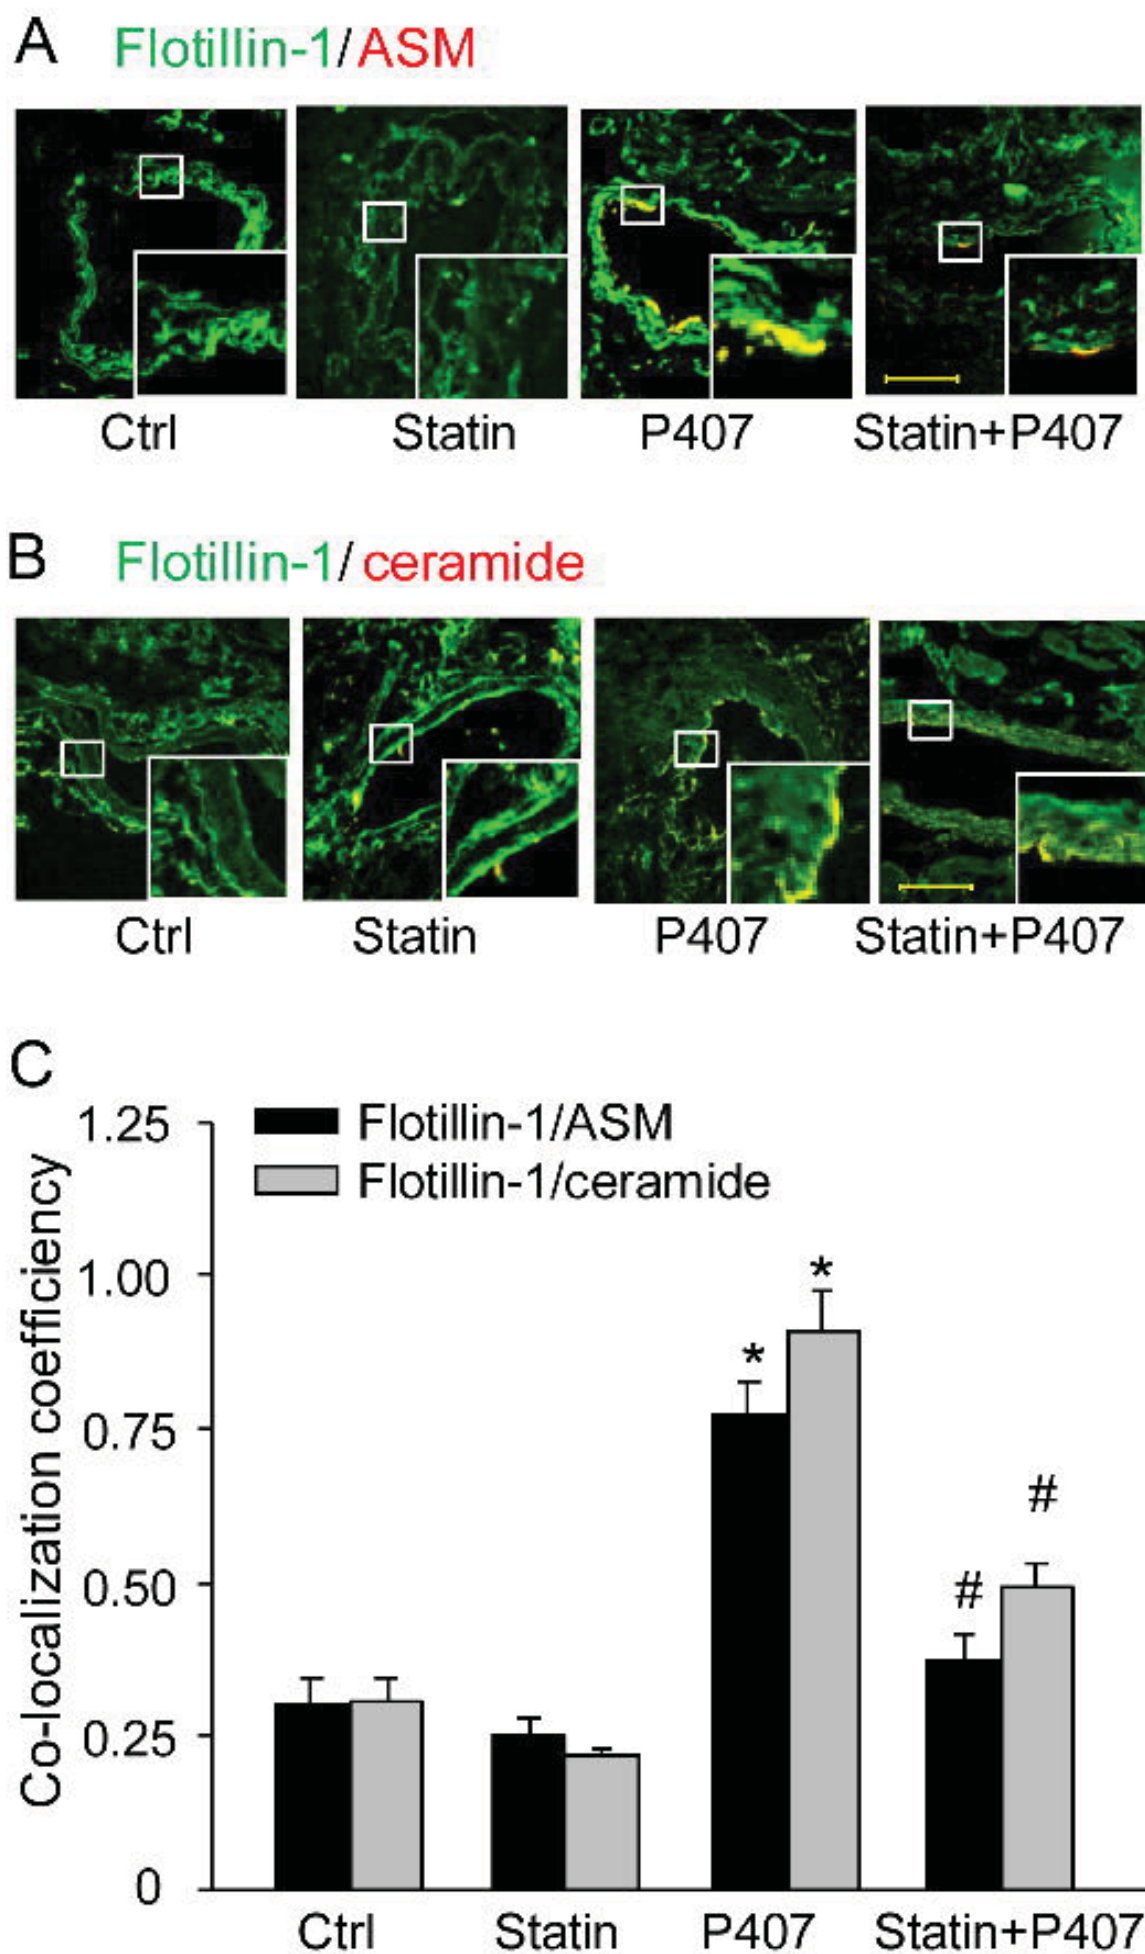 A Flotillin-1/ASM
Ctrl Statin P407 Statin+P407
B Flotillin-1/ceramide
Ctrl Statin P407 Statin+P407
C
Flotillin-1/ASM
Flotillin-1/ceramide
Co-localization coefficiency
1.25
1.00
0.75
0.50
0.25
0
* *
# #
Ctrl Statin P407 Statin+P407